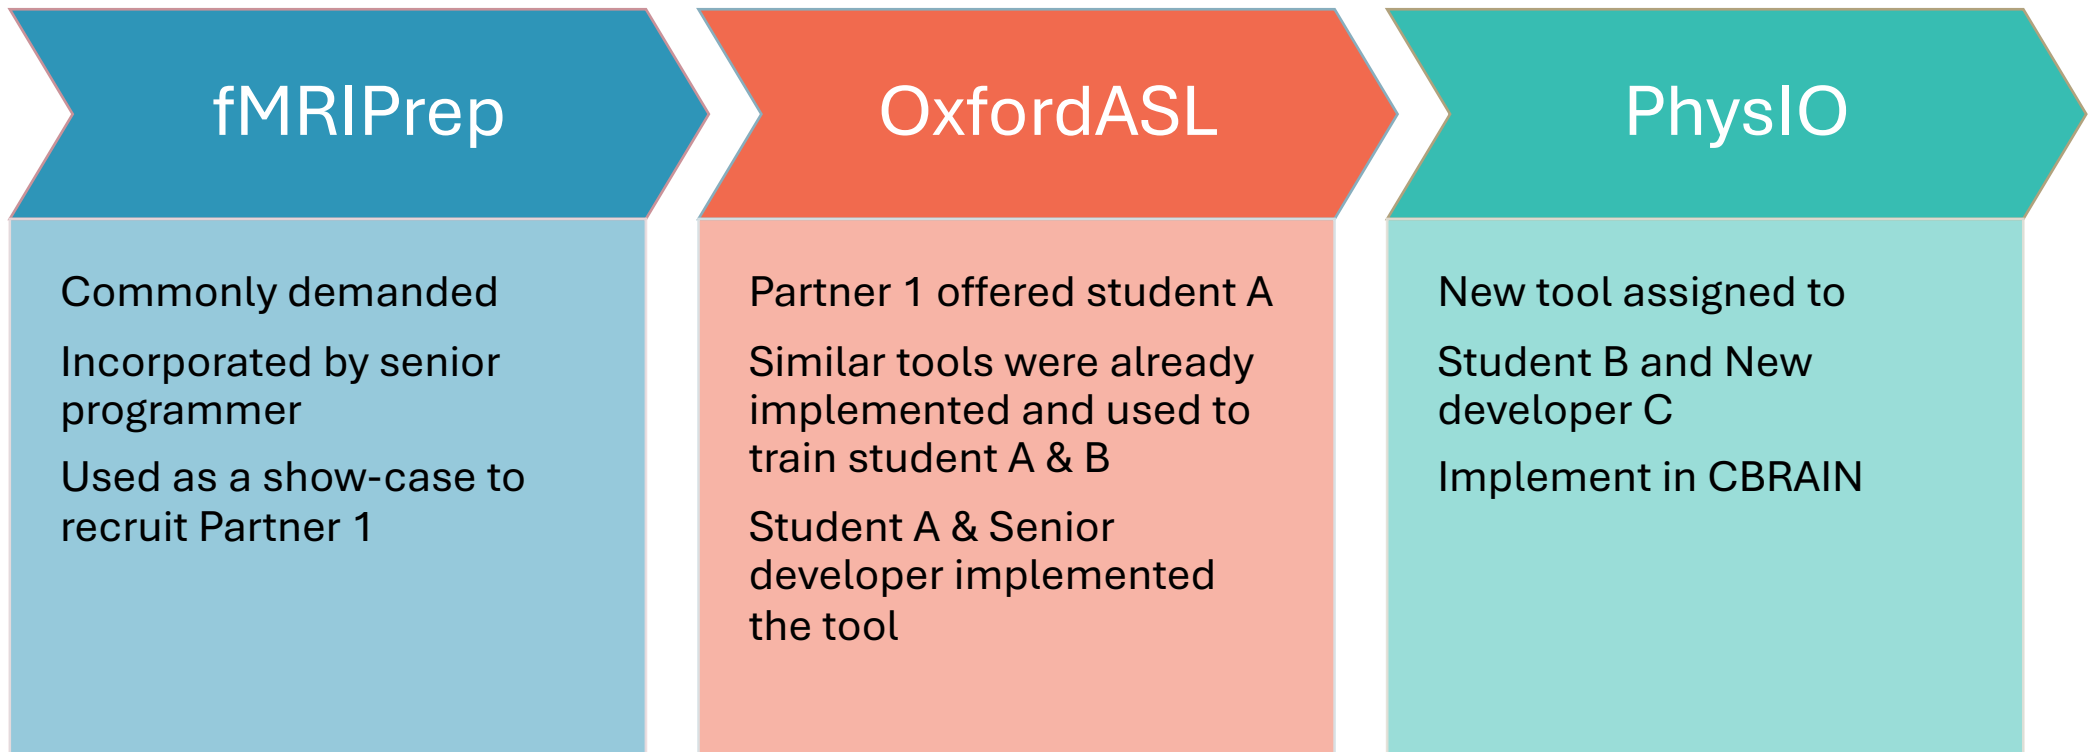 fMRIPrep
Commonly demanded
Incorporated by senior
programmer
Used as a show-case to
recruit Partner 1
OxfordASL
Partner 1 offered student A
Similar tools were already
implemented and used to
train student A & B
Student A & Senior
developer implemented
the tool
PhysIO
New tool assigned to
Student B and New
developer C
Implement in CBRAIN